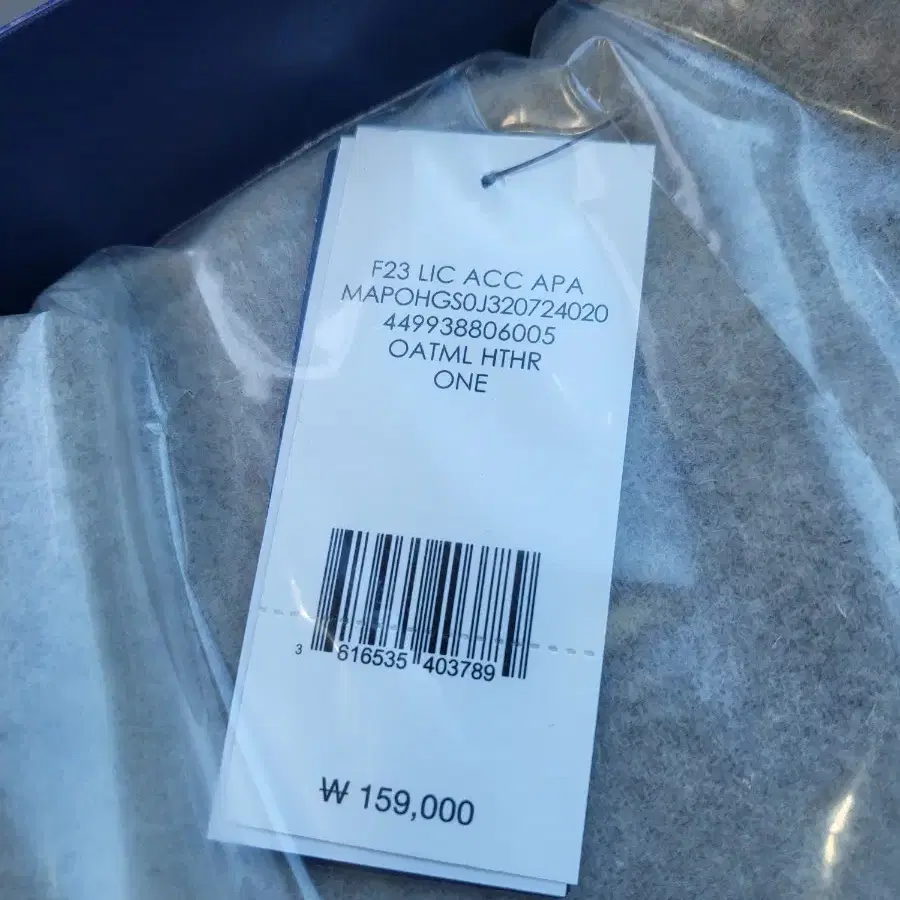 F23 LIC ACC APA
MAPOHGS0J320724020
449938806005
OATML HTHR
ONE
3 616535 403789
₩ 159,000